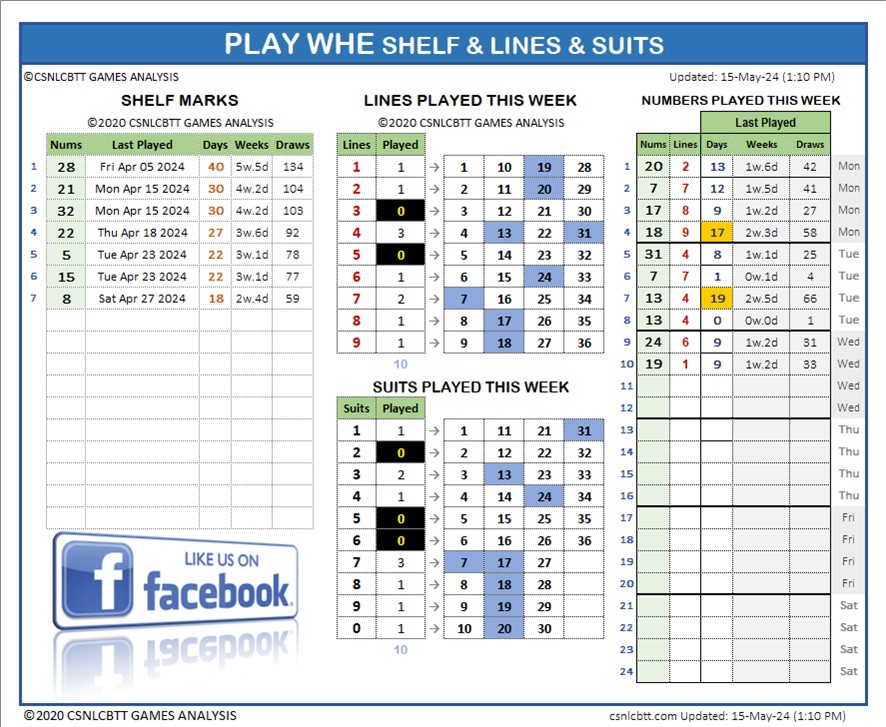 PLAY WHE SHELF & LINES & SUITS
©CSNLCBTT GAMES ANALYSIS
Updated: 15-May-24 (1:10 PM)
SHELF MARKS
©2020 CSNLCBTT GAMES ANALYSIS
Nums Last Played Days Weeks Draws
1 28 Fri Apr 05 2024 40 5w.5d 134
2 21 Mon Apr 15 2024 30 4w.2d 104
3 32 Mon Apr 15 2024 30 4w.2d 103
4 22 Thu Apr 18 2024 27 3w.6d 92
5 5 Tue Apr 23 2024 22 3w.1d 78
6 15 Tue Apr 23 2024 22 3w.1d 77
7 8 Sat Apr 27 2024 18 2w.4d 59
LIKE US ON
facebook.
LINES PLAYED THIS WEEK
©2020 CSNLCBTT GAMES ANALYSIS
Lines Played
1 1 → 1 10 19 28
2 1 → 2 11 20 29
3 0 → 3 12 21 30
4 3 → 4 13 22 31
5 0 → 5 14 23 32
6 1 → 6 15 24 33
7 2 → 7 16 25 34
8 1 → 8 17 26 35
9 1 → 9 18 27 36
10
SUITS PLAYED THIS WEEK
Suits Played
1 1 → 1 11 21 31
2 0 → 2 12 22 32
3 2 → 3 13 23 33
4 1 → 4 14 24 34
5 0 → 5 15 25 35
6 0 → 6 16 26 36
7 3 → 7 17 27
8 1 → 8 18 28
9 1 → 9 19 29
0 1 → 10 20 30
10
NUMBERS PLAYED THIS WEEK
Last Played
Nums Lines Days Weeks Draws
1 20 2 13 1w.6d 42 Mon
2 7 7 12 1w.5d 41 Mon
3 17 8 9 1w.2d 27 Mon
4 18 9 17 2w.3d 58 Mon
5 31 4 8 1w.1d 25 Tue
6 7 7 1 0w.1d 4 Tue
7 13 4 19 2w.5d 66 Tue
8 13 4 0 0w.0d 1 Tue
9 24 6 9 1w.2d 31 Wed
10 19 1 9 1w.2d 33 Wed
11 Wed
12 Wed
13 Thu
14 Thu
15 Thu
16 Thu
17 Fri
18 Fri
19 Fri
20 Fri
21 Sat
22 Sat
23 Sat
24 Sat
©2020 CSNLCBTT GAMES ANALYSIS
csnlcbtt.com Updated: 15-May-24 (1:10 PM)